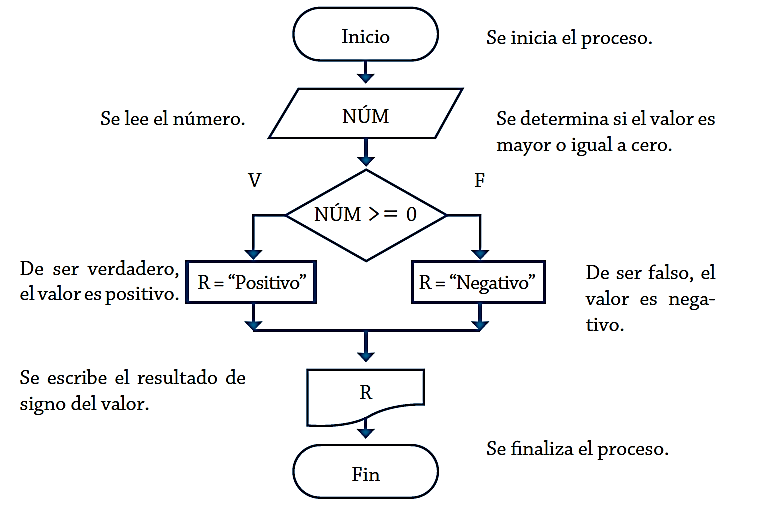 Inicio
Se inicia el proceso.
Se lee el número.
NÚM
Se determina si el valor es
mayor o igual a cero.
V
F
NÚM >= 0
De ser verdadero,
el valor es positivo.
R = “Positivo”
R = “Negativo”
De ser falso, el
valor es nega-
tivo.
Se escribe el resultado de
signo del valor.
R
Se finaliza el proceso.
Fin